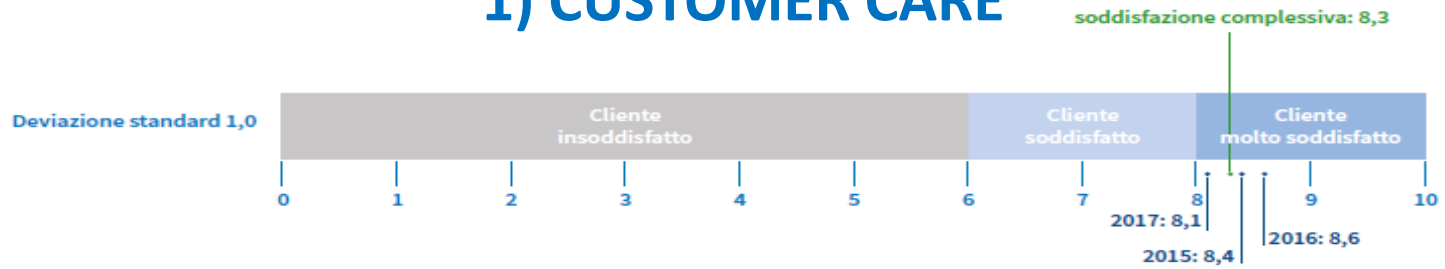 1) CUSTOMER CARE
soddisfazione complessiva: 8,3
Deviazione standard 1,0
Cliente
insoddisfatto
Cliente
soddisfatto
Cliente
molto soddisfatto
0 1 2 3 4 5 6 7 8 9 10
2017: 8,1
2016: 8,6
2015: 8,4